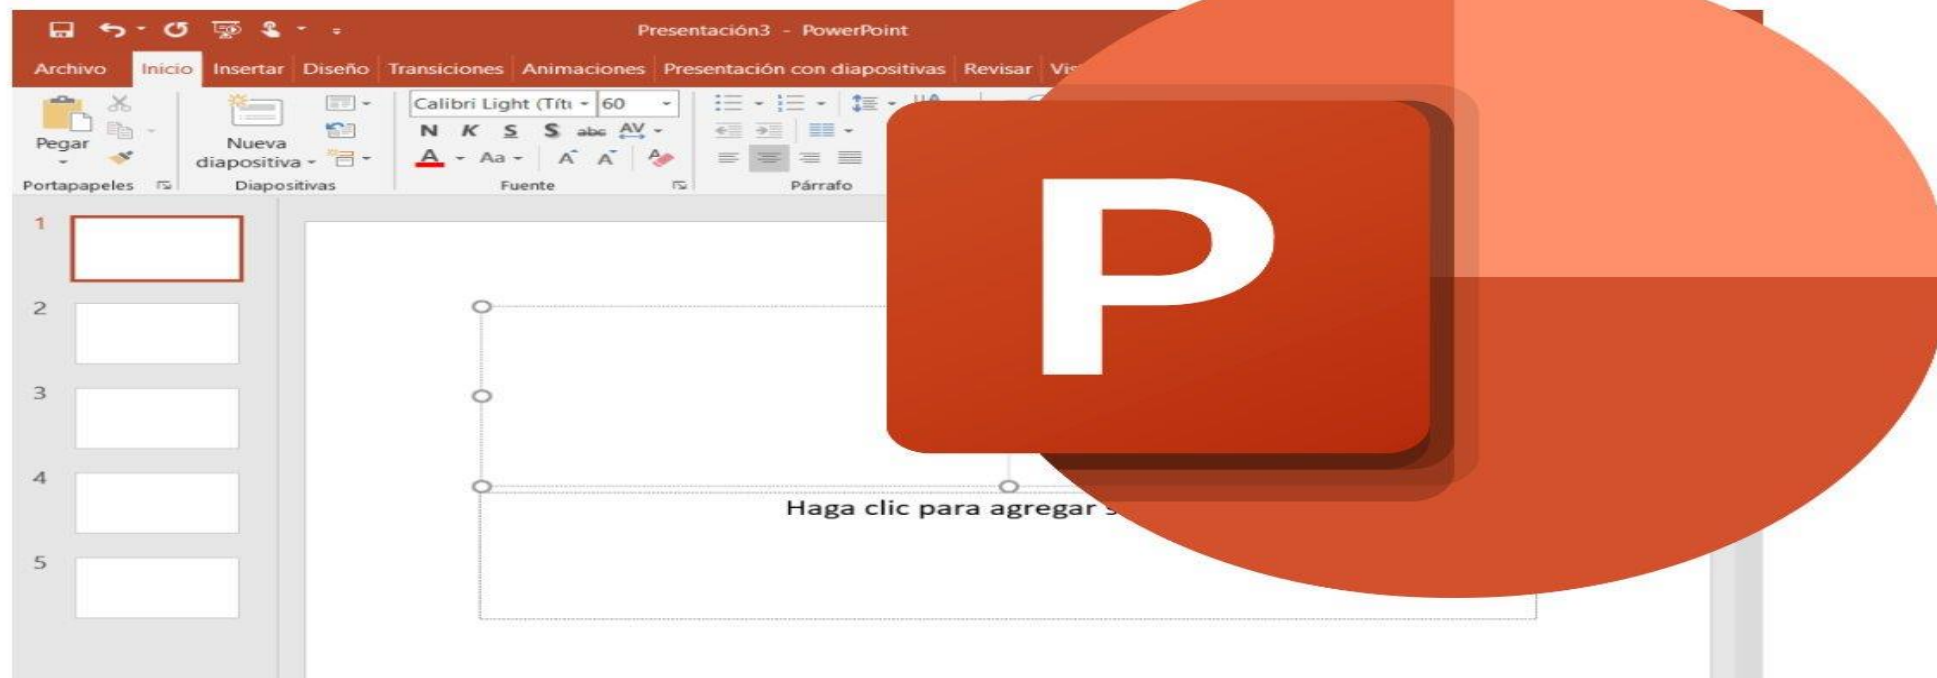 Presentación3 - PowerPoint
Archivo Inicio Insertar Diseño Transiciones Animaciones Presentación con diapositivas Revisar
Calibri Light (Títu 60
N K S S abc AV
Pegar Nueva
diapositiva
A Aa A A A
Portapapeles Diapositivas Fuente Párrafo
1
2
3
4
5
P
Haga clic para agregar